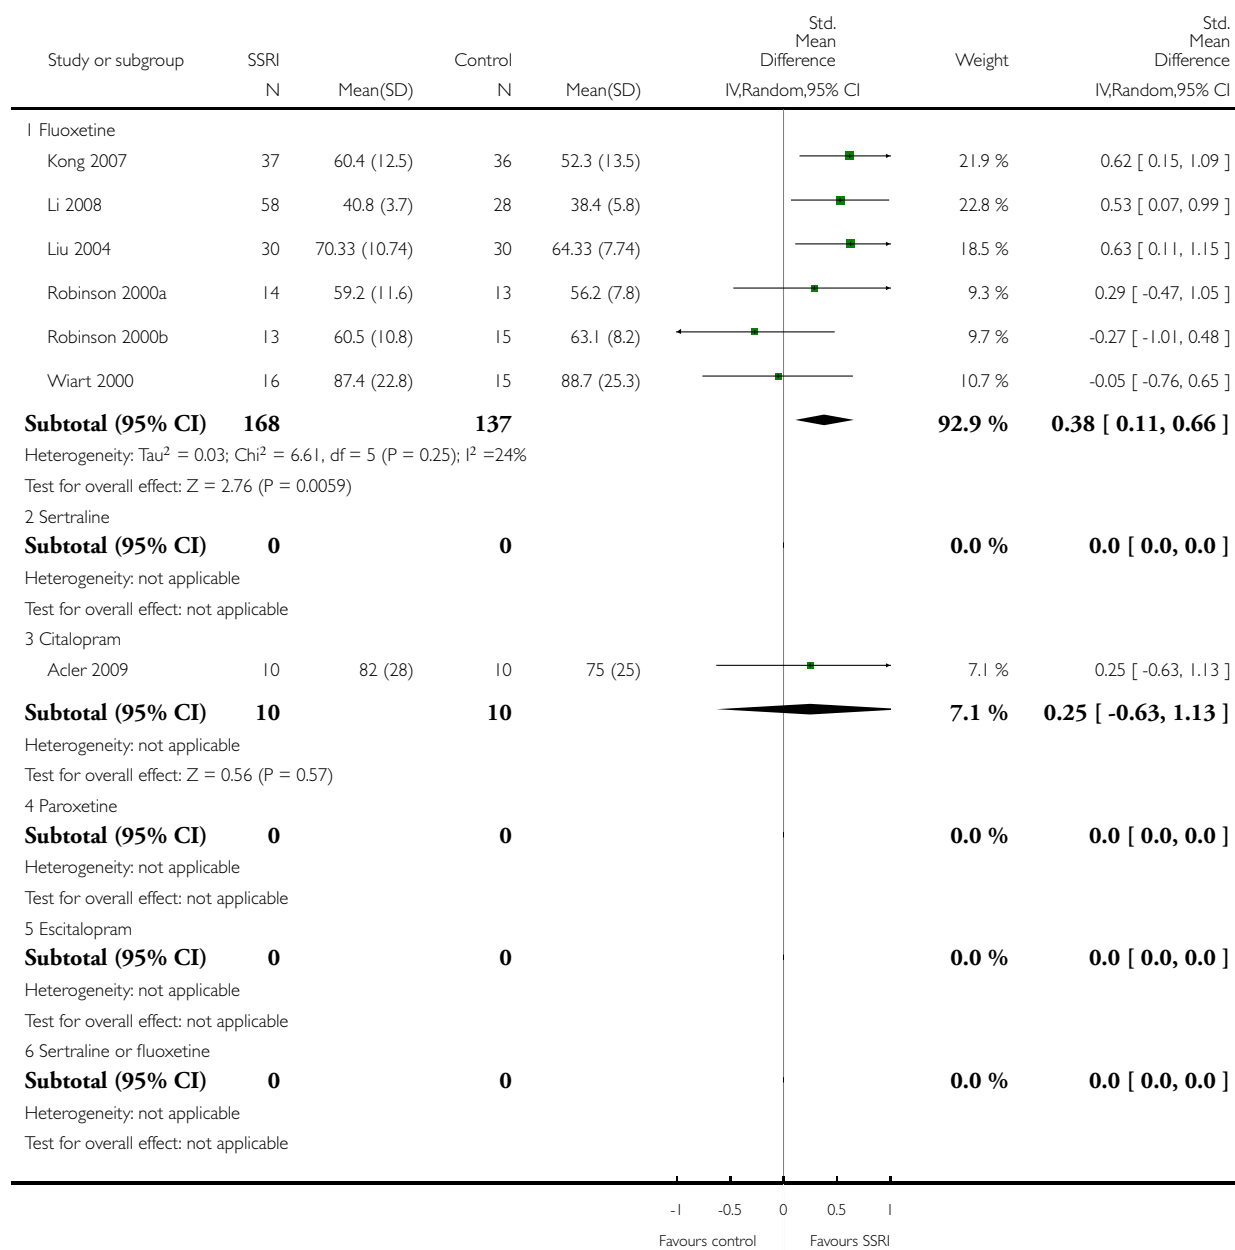 Study or subgroup SSRI Control Std. Mean Difference Weight Std. Mean Difference
N Mean(SD) N Mean(SD) IV,Random,95% CI IV,Random,95% CI
1 Fluoxetine
Kong 2007 37 60.4 (12.5) 36 52.3 (13.5) 21.9 % 0.62 [ 0.15, 1.09 ]
Li 2008 58 40.8 (3.7) 28 38.4 (5.8) 22.8 % 0.53 [ 0.07, 0.99 ]
Liu 2004 30 70.33 (10.74) 30 64.33 (7.74) 18.5 % 0.63 [ 0.11, 1.15 ]
Robinson 2000a 14 59.2 (11.6) 13 56.2 (7.8) 9.3 % 0.29 [ -0.47, 1.05 ]
Robinson 2000b 13 60.5 (10.8) 15 63.1 (8.2) 9.7 % -0.27 [ -1.01, 0.48 ]
Wiart 2000 16 87.4 (22.8) 15 88.7 (25.3) 10.7 % -0.05 [ -0.76, 0.65 ]
Subtotal (95% CI) 168 137 92.9 % 0.38 [ 0.11, 0.66 ]
Heterogeneity: Tau² = 0.03; Chi² = 6.61, df = 5 (P = 0.25); I² =24%
Test for overall effect: Z = 2.76 (P = 0.0059)
2 Sertraline
Subtotal (95% CI) 0 0 0.0 % 0.0 [ 0.0, 0.0 ]
Heterogeneity: not applicable
Test for overall effect: not applicable
3 Citalopram
Acler 2009 10 82 (28) 10 75 (25) 7.1 % 0.25 [ -0.63, 1.13 ]
Subtotal (95% CI) 10 10 7.1 % 0.25 [ -0.63, 1.13 ]
Heterogeneity: not applicable
Test for overall effect: Z = 0.56 (P = 0.57)
4 Paroxetine
Subtotal (95% CI) 0 0 0.0 % 0.0 [ 0.0, 0.0 ]
Heterogeneity: not applicable
Test for overall effect: not applicable
5 Escitalopram
Subtotal (95% CI) 0 0 0.0 % 0.0 [ 0.0, 0.0 ]
Heterogeneity: not applicable
Test for overall effect: not applicable
6 Sertraline or fluoxetine
Subtotal (95% CI) 0 0 0.0 % 0.0 [ 0.0, 0.0 ]
Heterogeneity: not applicable
Test for overall effect: not applicable
-1 -0.5 0 0.5 1
Favours control Favours SSRI